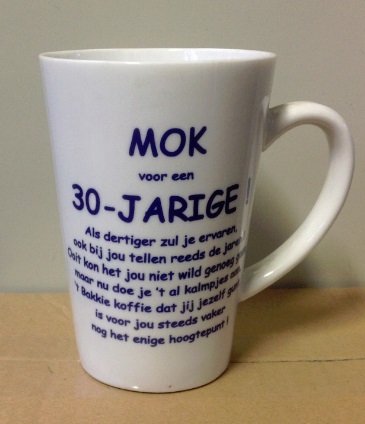 MOK
voor een
30-JARIGE !
Als dertiger zul je ervaren,
ook bij jou tellen reeds de jaren.
Ooit kon het jou niet wild genoeg
maar nu doe je 't al kalmpjes aan.
't Bakkie koffie dat jij jezelf gunt
is voor jou steeds vaker
nog het enige hoogtepunt !